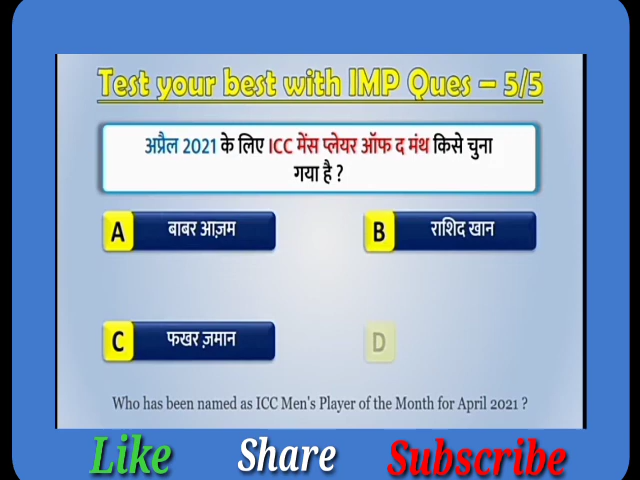 Test your best with IMP Ques – 5/5
अप्रैल 2021 के लिए ICC मेंस प्लेयर ऑफ द मंथ किसे चुना
गया है ?
A बाबर आज़म
B राशिद खान
C फखर ज़मान
D
Who has been named as ICC Men's Player of the Month for April 2021 ?
Like Share Subscribe